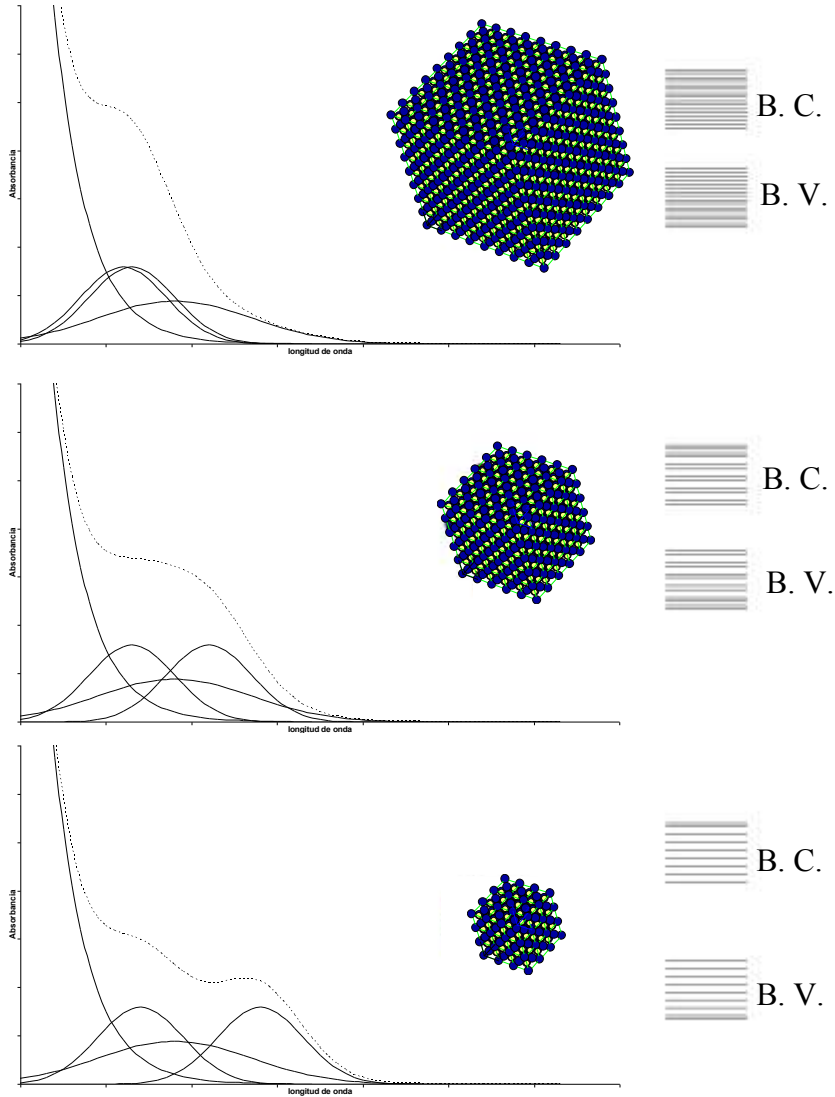 Absorbancia
B. C.
B. V.
longitud de onda
Absorbancia
B. C.
B. V.
longitud de onda
Absorbancia
B. C.
B. V.
longitud de onda